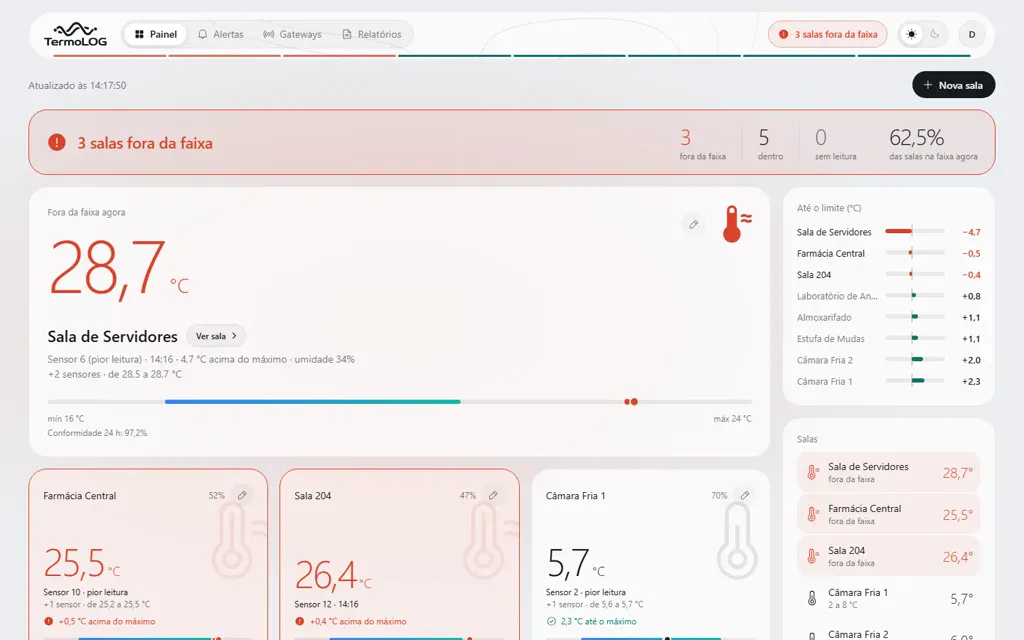 TermoLOG
Painel
Alertas
Gateways
Relatórios
3 salas fora da faixa
D
Atualizado às 14:17:50
+ Nova sala
! 3 salas fora da faixa
3
fora da faixa
5
dentro
0
sem leitura
62,5%
das salas na faixa agora
Fora da faixa agora
28,7 °C
Sala de Servidores
Ver sala >
Sensor 6 (pior leitura) · 14:16 · 4,7 °C acima do máximo · umidade 34%
+2 sensores · de 28,5 a 28,7 °C
mín 16 °C
máx 24 °C
Conformidade 24 h: 97,2%
Até o limite (°C)
Sala de Servidores −4,7
Farmácia Central −0,5
Sala 204 −0,4
Laboratório de An... +0,8
Almoxarifado +1,1
Estufa de Mudas +1,1
Câmara Fria 2 +2,0
Câmara Fria 1 +2,3
Farmácia Central 52%
25,5 °C
Sensor 10 · pior leitura
+1 sensor · de 25,2 a 25,5 °C
+0,5 °C acima do máximo
Sala 204 47%
26,4 °C
Sensor 12 · 14:16
+0,4 °C acima do máximo
Câmara Fria 1 70%
5,7 °C
Sensor 2 · pior leitura
+1 sensor · de 5,6 a 5,7 °C
2,3 °C até o máximo
Salas
Sala de Servidores
fora da faixa
28,7°
Farmácia Central
fora da faixa
25,5°
Sala 204
fora da faixa
26,4°
Câmara Fria 1
2 a 8 °C
5,7°
Câmara Fria 2
6,0°